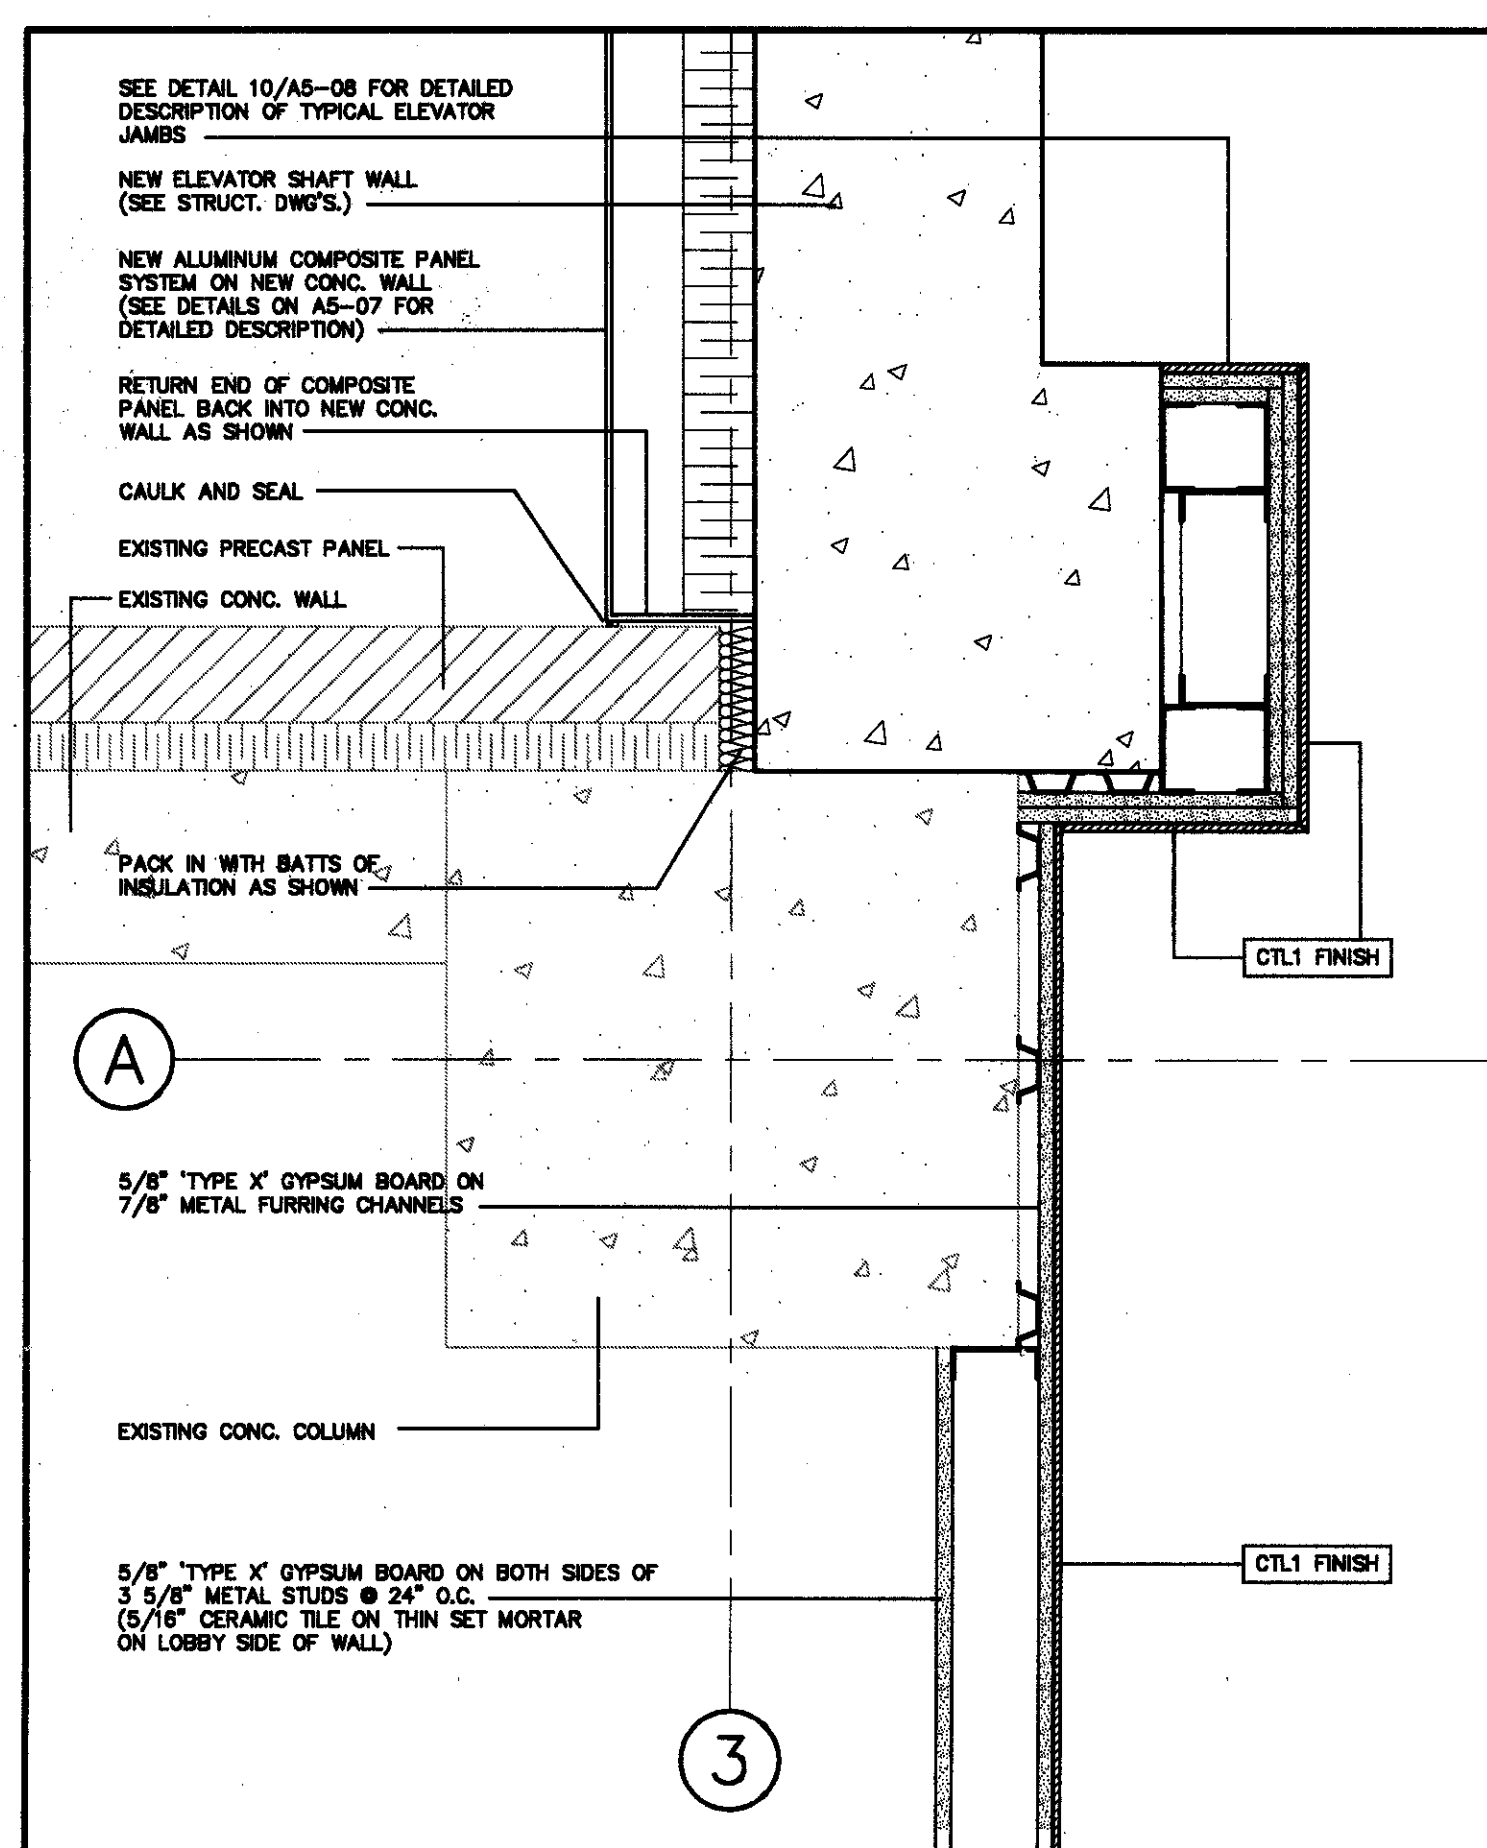 SEE DETAIL 10/A5-08 FOR DETAILED
DESCRIPTION OF TYPICAL ELEVATOR
JAMBS
NEW ELEVATOR SHAFT WALL
(SEE STRUCT. DWG'S.)
NEW ALUMINUM COMPOSITE PANEL
SYSTEM ON NEW CONC. WALL
(SEE DETAILS ON A5-07 FOR
DETAILED DESCRIPTION)
RETURN END OF COMPOSITE
PANEL BACK INTO NEW CONC.
WALL AS SHOWN
CAULK AND SEAL
EXISTING PRECAST PANEL
EXISTING CONC. WALL
PACK IN WITH BATTS OF
INSULATION AS SHOWN
CTL1 FINISH
A
5/8" 'TYPE X' GYPSUM BOARD ON
7/8" METAL FURRING CHANNELS
EXISTING CONC. COLUMN
5/8" 'TYPE X' GYPSUM BOARD ON BOTH SIDES OF
3 5/8" METAL STUDS @ 24" O.C.
(5/16" CERAMIC TILE ON THIN SET MORTAR
ON LOBBY SIDE OF WALL)
CTL1 FINISH
3